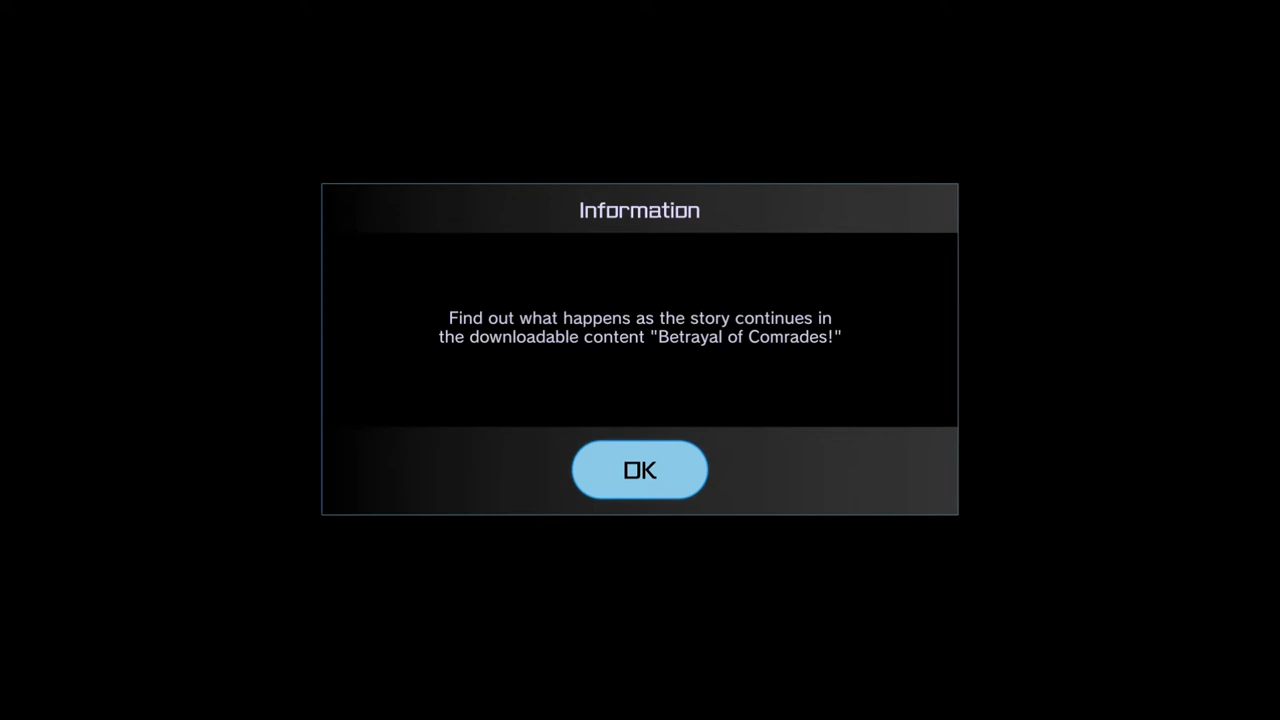 Information
Find out what happens as the story continues in
the downloadable content "Betrayal of Comrades!"
OK